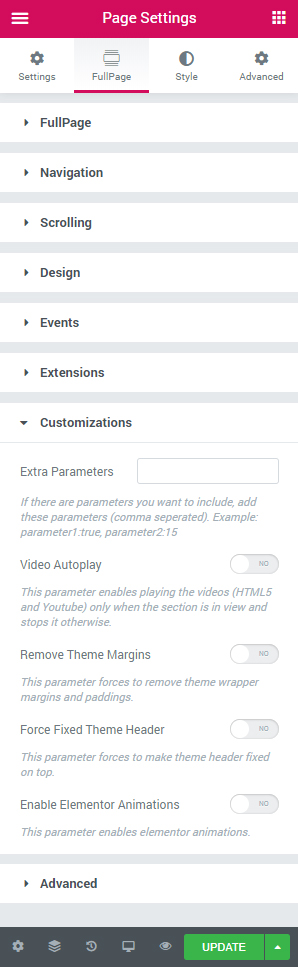 Page Settings
Settings
FullPage
Style
Advanced
FullPage
Navigation
Scrolling
Design
Events
Extensions
Customizations
Extra Parameters
If there are parameters you want to include, add
these parameters (comma seperated). Example:
parameter1:true, parameter2:15
Video Autoplay
NO
This parameter enables playing the videos (HTML5
and Youtube) only when the section is in view and
stops it otherwise.
Remove Theme Margins
NO
This parameter forces to remove theme wrapper
margins and paddings.
Force Fixed Theme Header
NO
This parameter forces to make theme header fixed
on top.
Enable Elementor Animations
NO
This parameter enables elementor animations.
Advanced
UPDATE